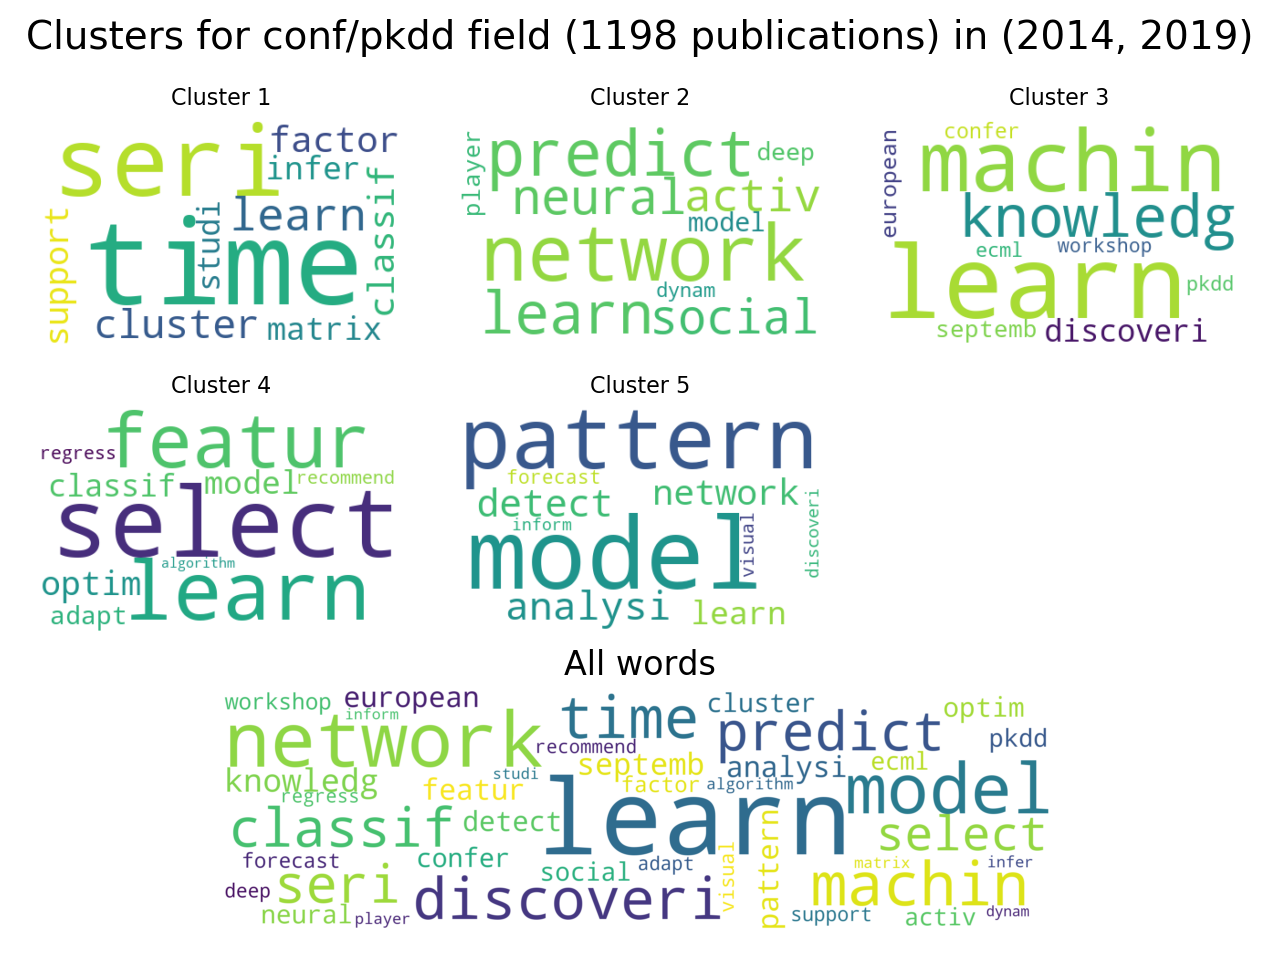 Clusters for conf/pkdd field (1198 publications) in (2014, 2019)
Cluster 1
seri
factor
infer
classif
learn
studi
support
time
cluster
matrix
Cluster 2
player
predict
deep
neural
activ
model
network
dynam
learn
social
Cluster 3
european
confer
machin
knowledg
ecml
workshop
learn
pkdd
septemb
discoveri
Cluster 4
featur
regress
classif
model
recommend
select
algorithm
optim
learn
adapt
Cluster 5
pattern
forecast
detect
network
inform
visual
discoveri
model
analysi
learn
All words
workshop
european
inform
time
cluster
optim
network
predict
pkdd
recommend
knowledg
studi
septemb
analysi
ecml
regress
featur
factor
algorithm
model
learn
classif
detect
select
forecast
confer
social
adapt
visual
pattern
matrix
infer
deep
seri
discoveri
machin
neural
player
support
activ
dynam